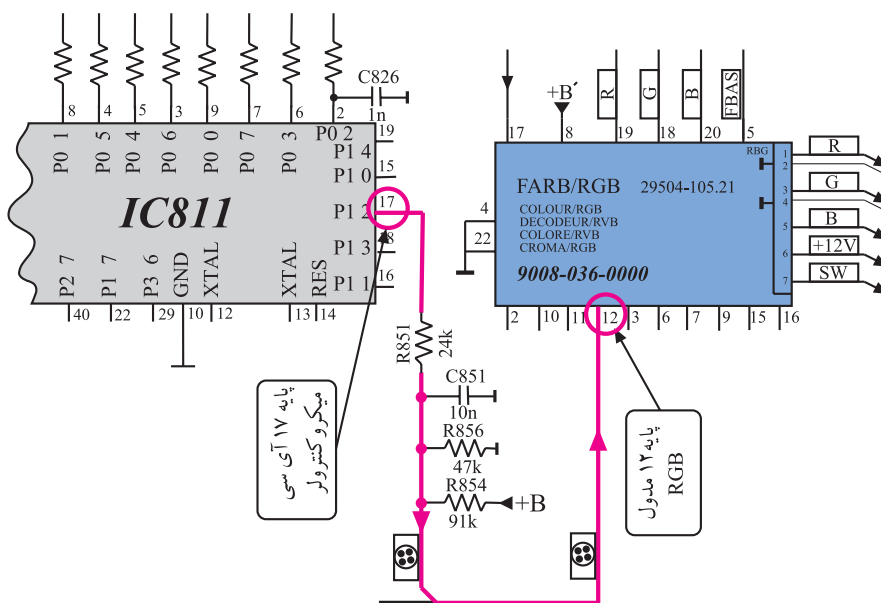 C826
1n
8
4
5
3
9
7
6
2
P0 1
P0 5
P0 4
P0 6
P0 0
P0 7
P0 3
P0 2
19
P1 4
15
P1 0
17
P1 2
P1 3
8
16
P1 1
IC811
P2 7
P1 7
P3 6
GND
XTAL
XTAL
RES
40
22
29
10
12
13
14
R851
24k
C851
10n
R856
47k
R854
91k
+B
پایه ۱۷ آی سی
میکروکنترولر
+B´
R
G
B
FBAS
17
8
19
18
20
5
RBG
FARB/RGB 29504-105.21
COLOUR/RGB
DECODEUR/RVB
COLORE/RVB
CROMA/RGB
9008-036-0000
4
22
1
2
3
4
5
6
7
R
G
B
+12V
SW
2
10
11
12
3
6
7
9
15
16
پایه ۱۲ مدول
RGB